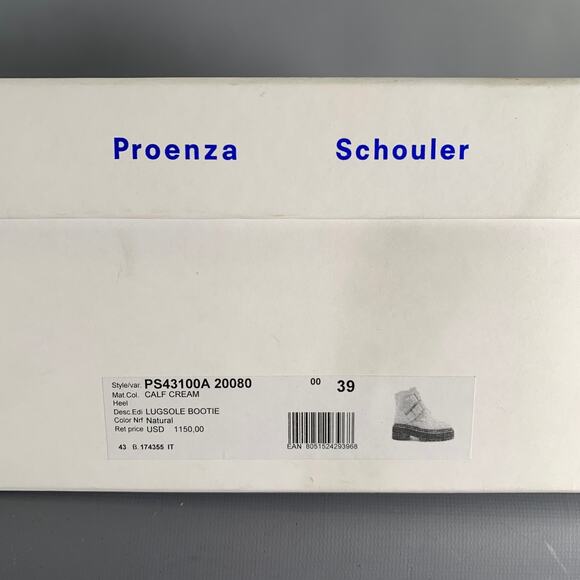 Proenza Schouler
Style/var. PS43100A 20080 00 39
Mat.Col. CALF CREAM
Heel
Desc.Edi LUGSOLE BOOTIE
Color Nrf Natural
Ret price USD 1150,00
43 B. 174355 IT
EAN 8051524293968